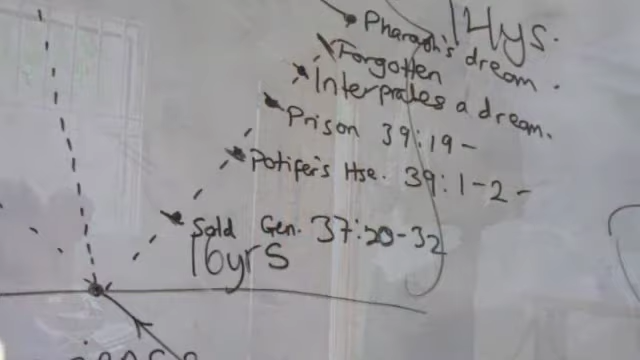 14ys.
Pharaoh's dream.
Forgotten
Interprates a dream.
Prison 39:19-
Potifer's Hse. 39:1-2-
Sold Gen. 37:20-32
16yrs